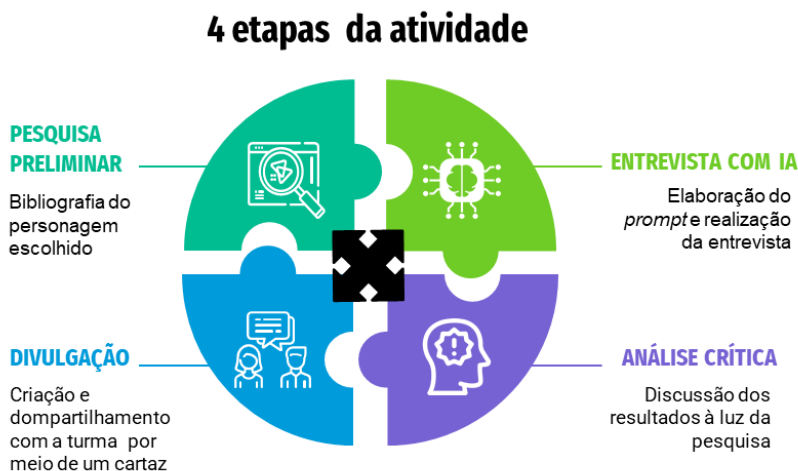 4 etapas da atividade
PESQUISA
PRELIMINAR
Bibliografia do
personagem
escolhido
ENTREVISTA COM IA
Elaboração do
prompt e realização
da entrevista
DIVULGAÇÃO
Criação e
dompartilhamento
com a turma por
meio de um cartaz
ANÁLISE CRÍTICA
Discussão dos
resultados à luz da
pesquisa